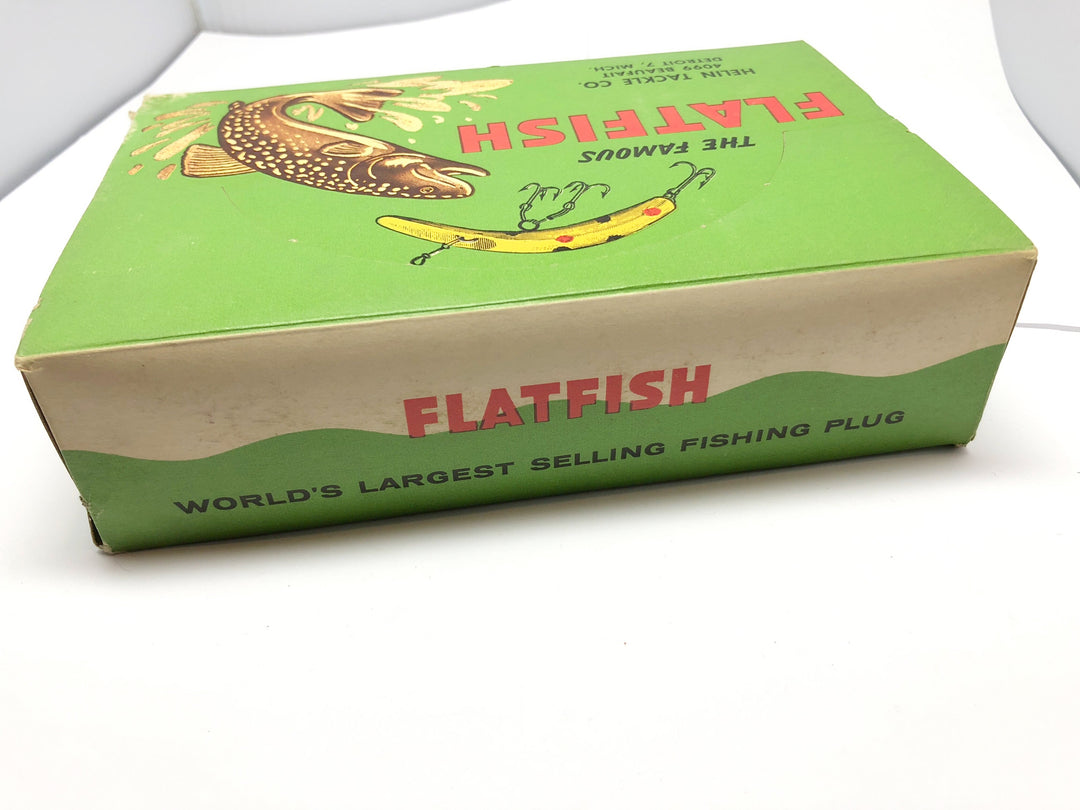 HELIN TACKLE CO.
4099 BEAUFAIT
DETROIT 7, MICH.
THE FAMOUS
FLATFISH
FLATFISH
WORLD'S LARGEST SELLING FISHING PLUG